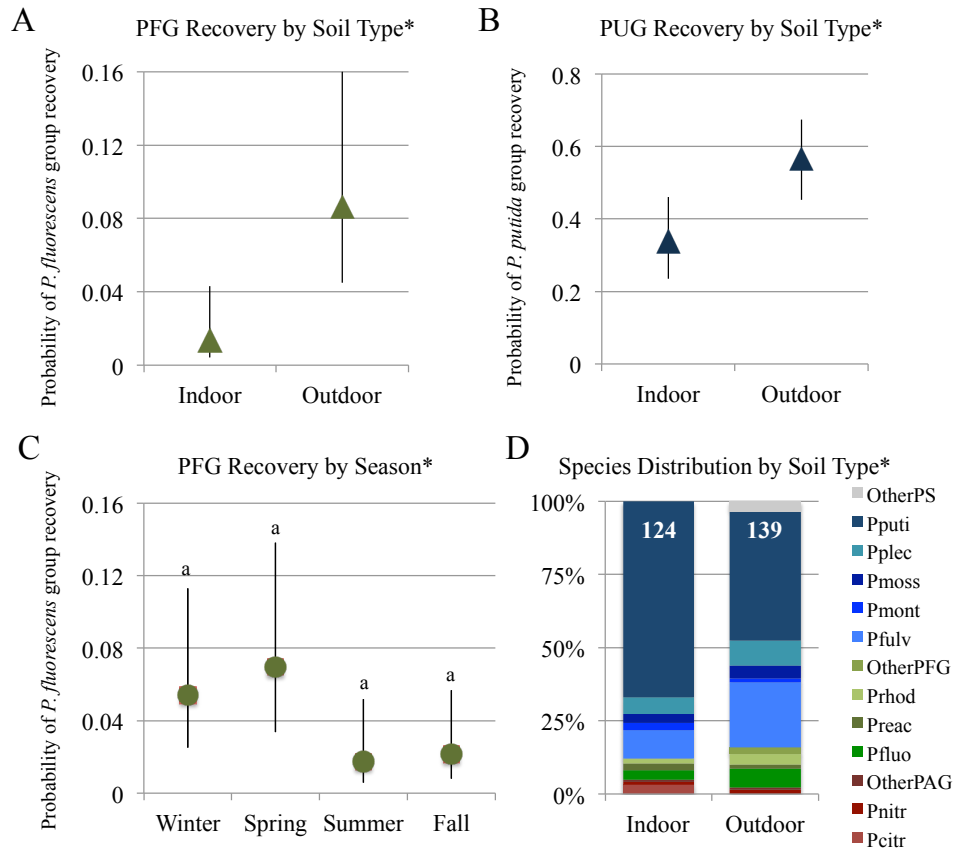 A
PFG Recovery by Soil Type*
Probability of P. fluorescens group recovery
0.16
0.12
0.08
0.04
0
Indoor
Outdoor
B
PUG Recovery by Soil Type*
Probability of P. putida group recovery
0.8
0.6
0.4
0.2
0
Indoor
Outdoor
C
PFG Recovery by Season*
Probability of P. fluorescens group recovery
0.16
0.12
0.08
0.04
0
a
a
a
a
Winter
Spring
Summer
Fall
D
Species Distribution by Soil Type*
100%
75%
50%
25%
0%
124
139
Indoor
Outdoor
OtherPS
Pputi
Pplec
Pmoss
Pmont
Pfulv
OtherPFG
Prhod
Preac
Pfluo
OtherPAG
Pnitr
Pcitr